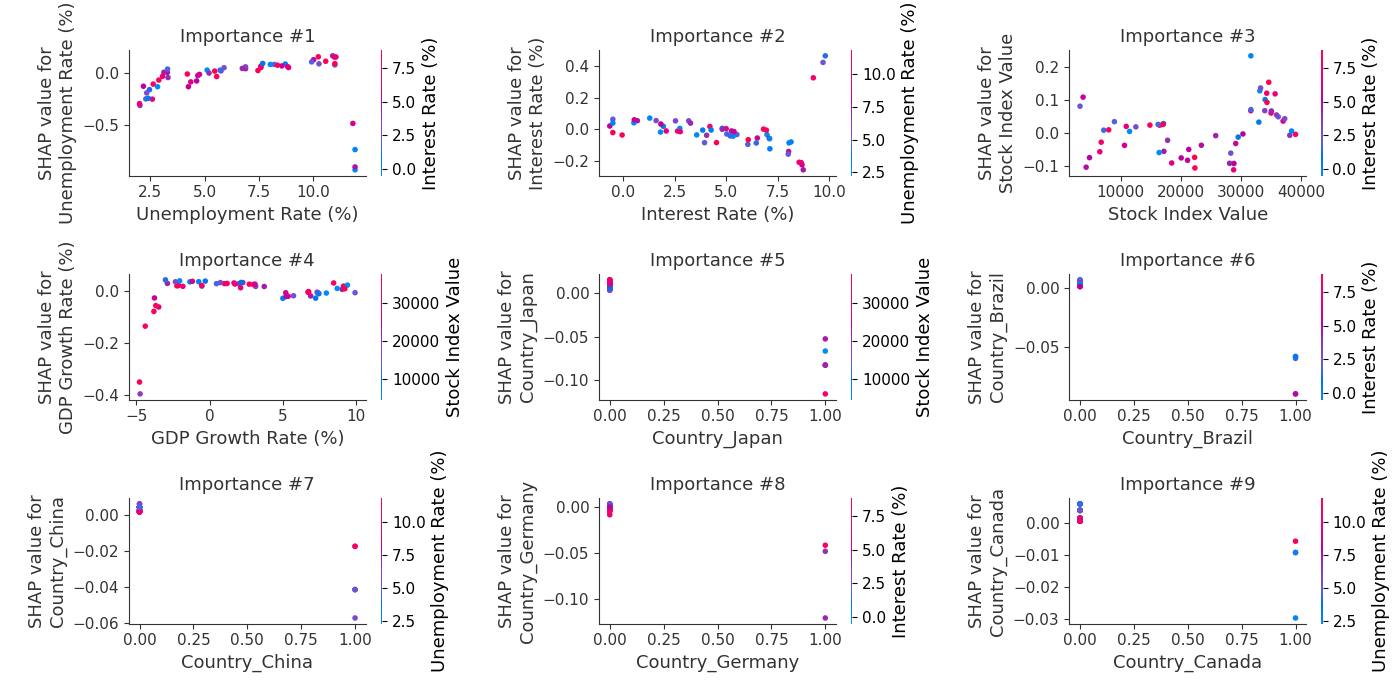 Importance #1
SHAP value for
Unemployment Rate (%)
0.0
−0.5
2.5 5.0 7.5 10.0
Unemployment Rate (%)
7.5
5.0
2.5
0.0
Interest Rate (%)
Importance #2
SHAP value for
Interest Rate (%)
0.4
0.2
0.0
−0.2
0.0 2.5 5.0 7.5 10.0
Interest Rate (%)
10.0
7.5
5.0
2.5
Unemployment Rate (%)
Importance #3
SHAP value for
Stock Index Value
0.2
0.1
0.0
−0.1
10000 20000 30000 40000
Stock Index Value
7.5
5.0
2.5
0.0
Interest Rate (%)
Importance #4
SHAP value for
GDP Growth Rate (%)
0.0
−0.2
−0.4
−5 0 5 10
GDP Growth Rate (%)
30000
20000
10000
Stock Index Value
Importance #5
SHAP value for
Country_Japan
0.00
−0.05
−0.10
0.00 0.25 0.50 0.75 1.00
Country_Japan
30000
20000
10000
Stock Index Value
Importance #6
SHAP value for
Country_Brazil
0.00
−0.05
0.00 0.25 0.50 0.75 1.00
Country_Brazil
7.5
5.0
2.5
0.0
Interest Rate (%)
Importance #7
SHAP value for
Country_China
0.00
−0.02
−0.04
−0.06
0.00 0.25 0.50 0.75 1.00
Country_China
10.0
7.5
5.0
2.5
Unemployment Rate (%)
Importance #8
SHAP value for
Country_Germany
0.00
−0.05
−0.10
0.00 0.25 0.50 0.75 1.00
Country_Germany
7.5
5.0
2.5
0.0
Interest Rate (%)
Importance #9
SHAP value for
Country_Canada
0.00
−0.01
−0.02
−0.03
0.00 0.25 0.50 0.75 1.00
Country_Canada
10.0
7.5
5.0
2.5
Unemployment Rate (%)